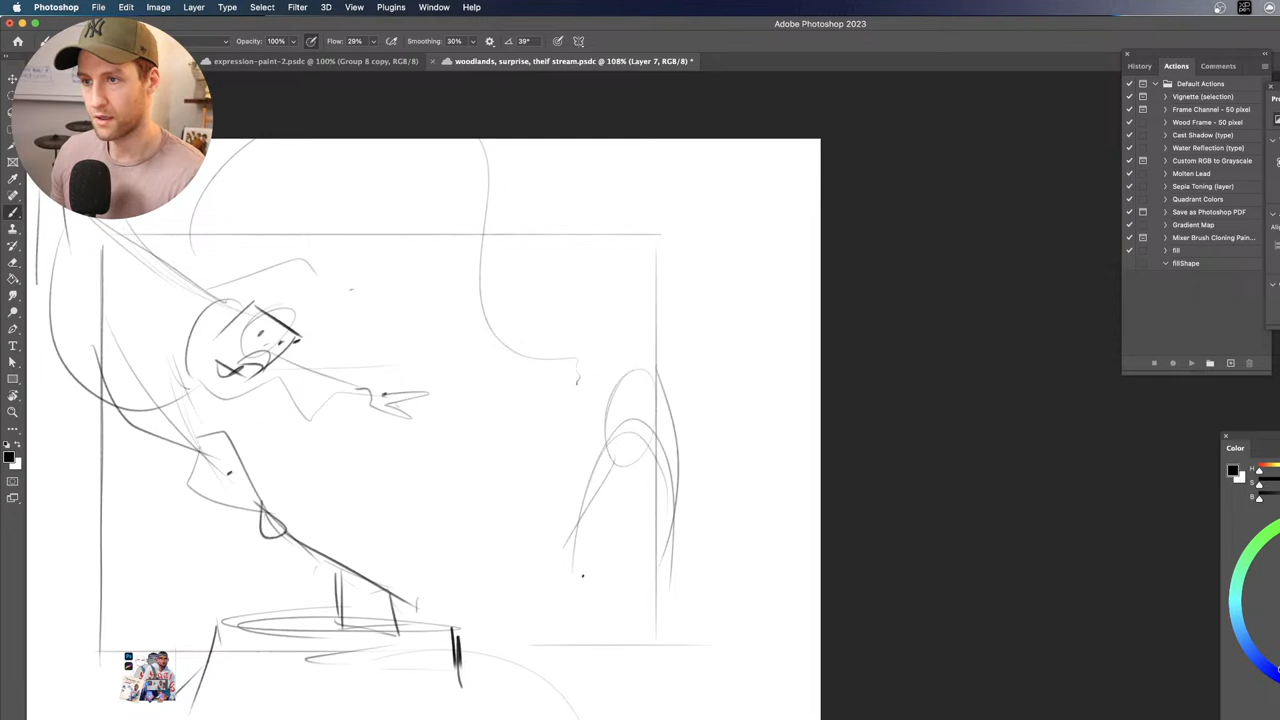 Photoshop File Edit Image Layer Type Select Filter 3D View Plugins Window Help
Adobe Photoshop 2023
Opacity: 100% Flow: 29% Smoothing: 30% 39°
expression-paint-2.psdc @ 100% (Group 8 copy, RGB/8) woodlands, surprise, theif stream.psdc @ 108% (Layer 7, RGB/8) *
History Actions Comments
Default Actions
Vignette (selection)
Frame Channel - 50 pixel
Wood Frame - 50 pixel
Cast Shadow (type)
Water Reflection (type)
Custom RGB to Grayscale
Molten Lead
Sepia Toning (layer)
Quadrant Colors
Save as Photoshop PDF
Gradient Map
Mixer Brush Cloning Pain...
fill
fillShape
Color
H
S
B